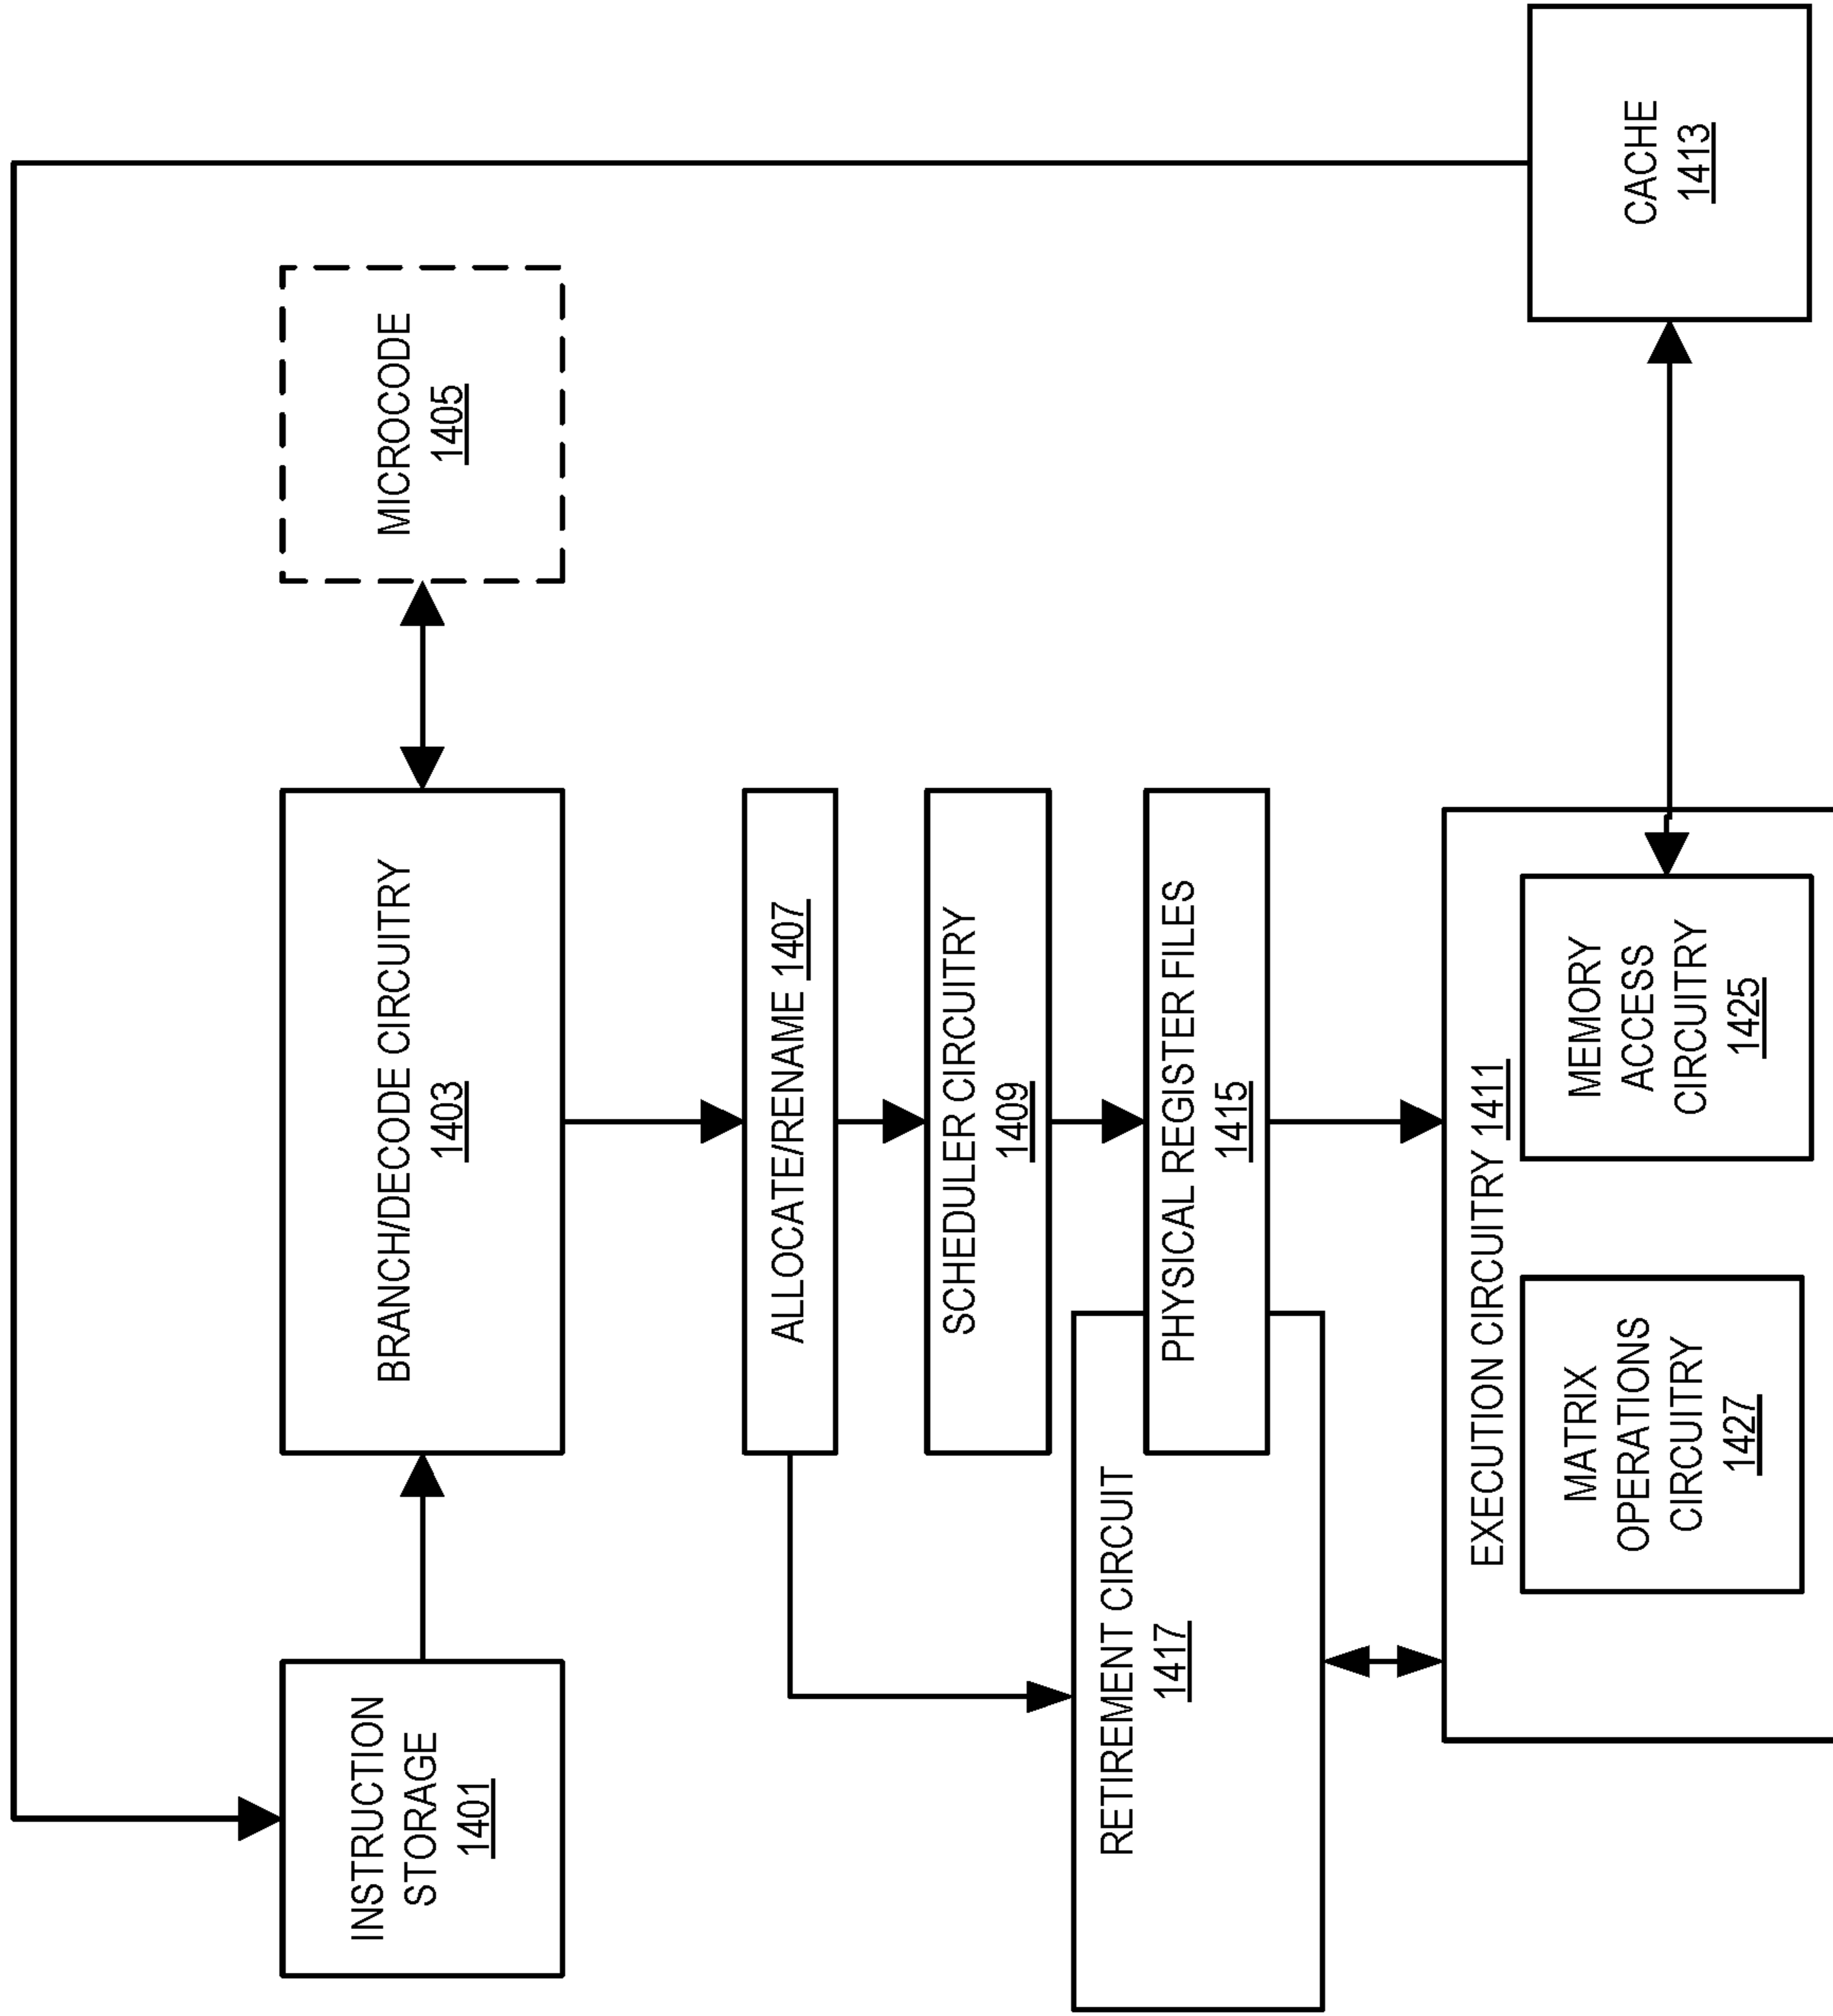 INSTRUCTION
STORAGE
1401
BRANCH/DECODE CIRCUITRY
1403
MICROCODE
1405
ALLOCATE/RENAME 1407
SCHEDULER CIRCUITRY
1409
RETIREMENT CIRCUIT
1417
PHYSICAL REGISTER FILES
1415
EXECUTION CIRCUITRY 1411
MATRIX
OPERATIONS
CIRCUITRY
1427
MEMORY
ACCESS
CIRCUITRY
1425
CACHE
1413